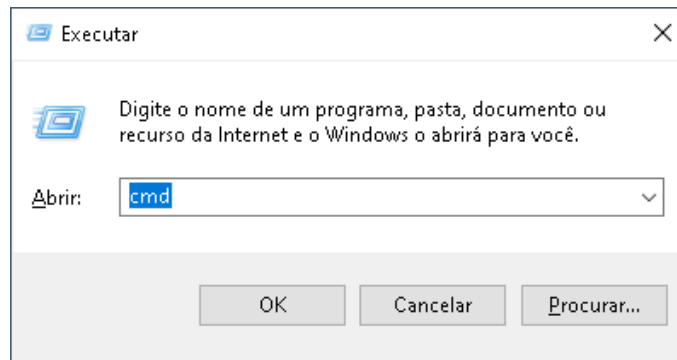 Executar
Digite o nome de um programa, pasta, documento ou
recurso da Internet e o Windows o abrirá para você.
Abrir:
cmd
OK
Cancelar
Procurar...